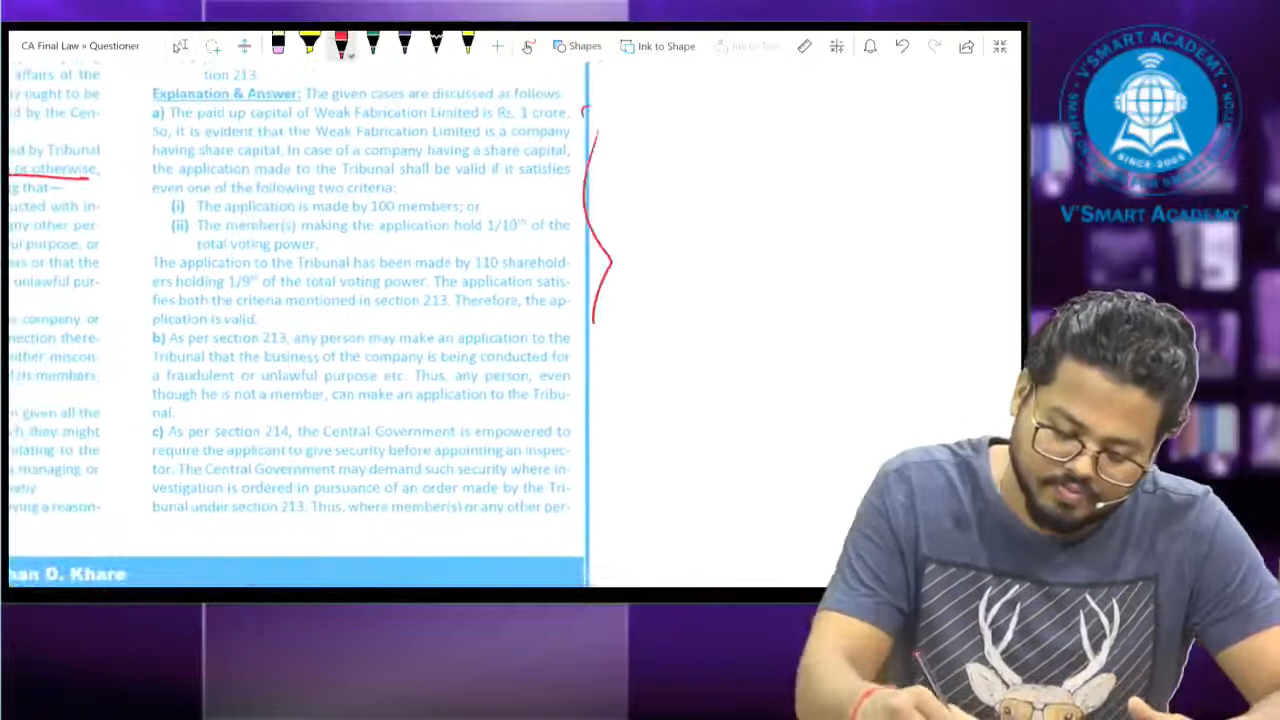 CA Final Law » Questioner
Shapes
Ink to Shape
Ink to Text
affairs of the
ought to be
d by the Cen-
ed by Tribunal
or otherwise,
g that—
ucted with in-
any other per-
ful purpose, or
ers or that the
unlawful pur-
e company or
nection there-
other miscon-
its members;
n given all the
ch they might
elating to the
managing or
ving a reason-
tion 213.
Explanation & Answer: The given cases are discussed as follows:
a) The paid up capital of Weak Fabrication Limited is Rs. 1 crore.
So, it is evident that the Weak Fabrication Limited is a company
having share capital. In case of a company having a share capital,
the application made to the Tribunal shall be valid if it satisfies
even one of the following two criteria:
(i) The application is made by 100 members; or
(ii) The member(s) making the application hold 1/10th of the
total voting power.
The application to the Tribunal has been made by 110 sharehold-
ers holding 1/9th of the total voting power. The application satis-
fies both the criteria mentioned in section 213. Therefore, the ap-
plication is valid.
b) As per section 213, any person may make an application to the
Tribunal that the business of the company is being conducted for
a fraudulent or unlawful purpose etc. Thus, any person, even
though he is not a member, can make an application to the Tribu-
nal.
c) As per section 214, the Central Government is empowered to
require the applicant to give security before appointing an inspec-
tor. The Central Government may demand such security where in-
vestigation is ordered in pursuance of an order made by the Tri-
bunal under section 213. Thus, where member(s) or any other per-
han D. Khare
V'SMART ACADEMY
SINCE-2006
V'SMART ACADEMY